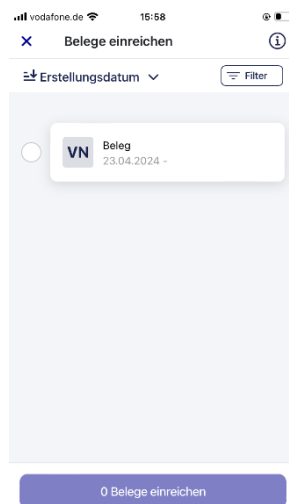 vodafone.de 15:58
Belege einreichen
Erstellungsdatum Filter
VN Beleg
23.04.2024 -
0 Belege einreichen